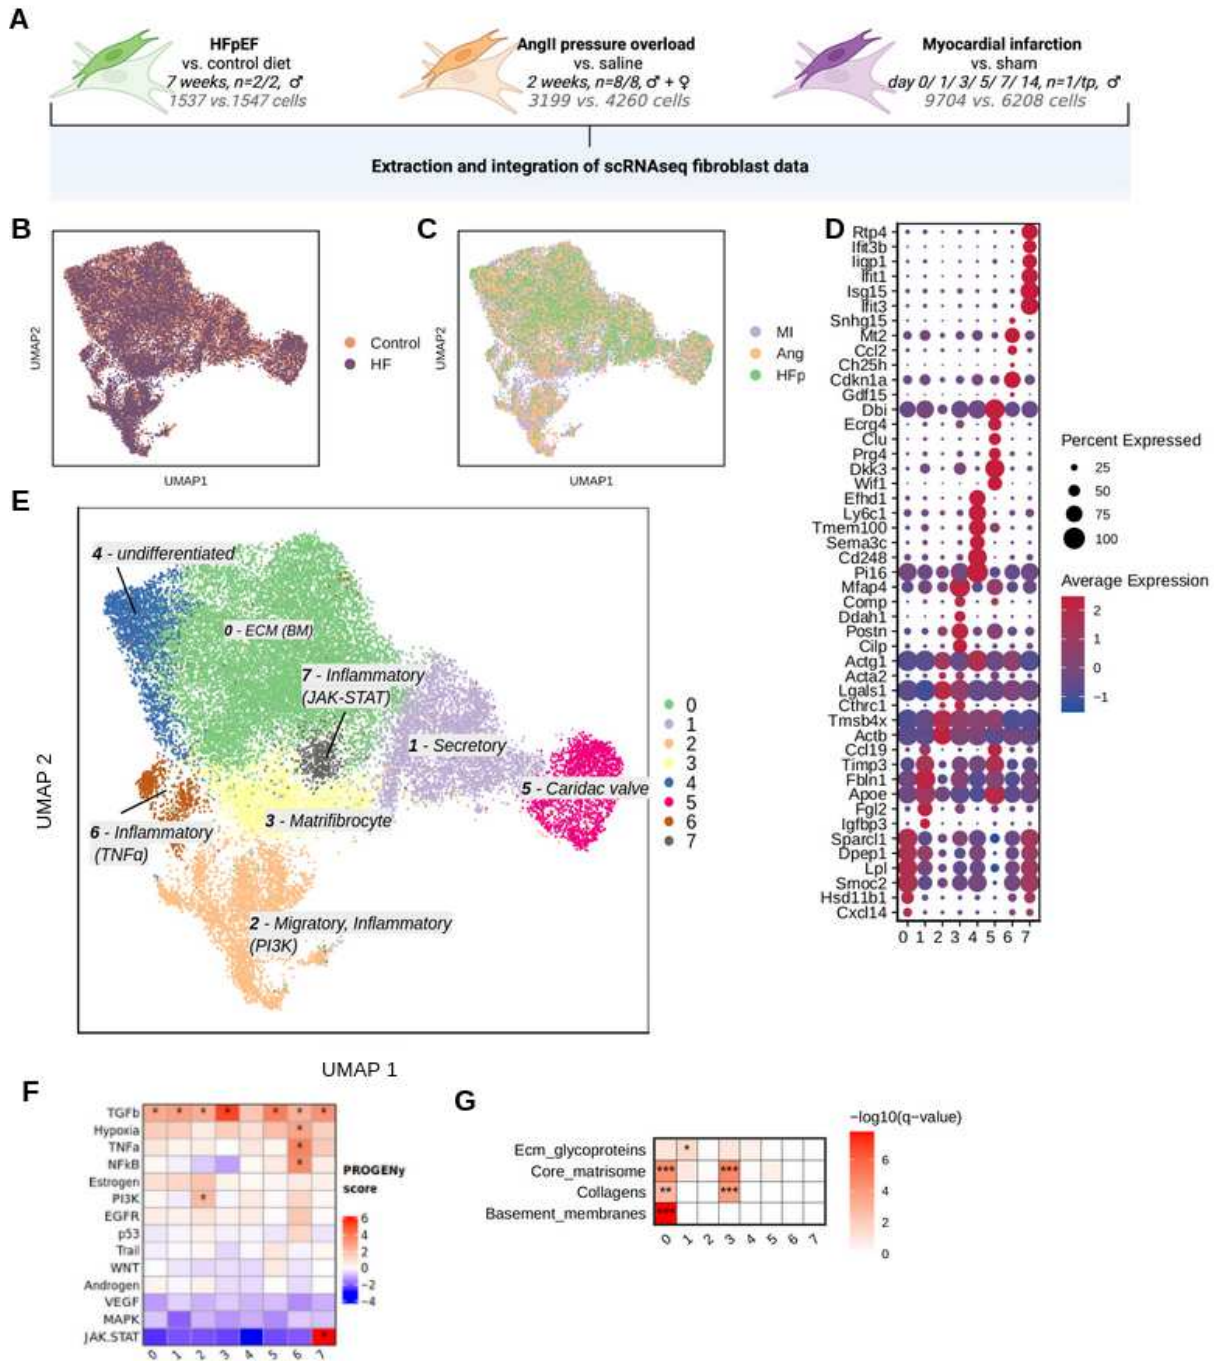 A
HFpEF
vs. control diet
7 weeks, n=2/2, ♂
1537 vs.1547 cells
AngII pressure overload
vs. saline
2 weeks, n=8/8, ♂ + ♀
3199 vs. 4260 cells
Myocardial infarction
vs. sham
day 0/ 1/ 3/ 5/ 7/ 14, n=1/tp, ♂
9704 vs. 6208 cells
Extraction and integration of scRNAseq fibroblast data
B
UMAP2
UMAP1
Control
HF
C
UMAP2
UMAP1
MI
Ang
HFp
D
Rtp4
Ifit3b
Iigp1
Ifit1
Isg15
Ifit3
Snhg15
Mt2
Ccl2
Ch25h
Cdkn1a
Gdf15
Dbi
Ecrg4
Clu
Prg4
Dkk3
Wif1
Efhd1
Ly6c1
Tmem100
Sema3c
Cd248
Pi16
Mfap4
Comp
Ddah1
Postn
Cilp
Actg1
Acta2
Lgals1
Cthrc1
Tmsb4x
Actb
Ccl19
Timp3
Fbln1
Apoe
Fgl2
Igfbp3
Sparcl1
Dpep1
Lpl
Smoc2
Hsd11b1
Cxcl14
0 1 2 3 4 5 6 7
Percent Expressed
25
50
75
100
Average Expression
2
1
0
−1
E
4 - undifferentiated
0 - ECM (BM)
7 - Inflammatory
(JAK-STAT)
1 - Secretory
5 - Caridac valve
3 - Matrifibrocyte
6 - Inflammatory
(TNFα)
2 - Migratory, Inflammatory
(PI3K)
UMAP 2
UMAP 1
0
1
2
3
4
5
6
7
F
TGFb * * * * * * *
Hypoxia *
TNFa *
NFkB *
Estrogen
PI3K *
EGFR
p53
Trail
WNT
Androgen
VEGF
MAPK
JAK.STAT *
0 1 2 3 4 5 6 7
PROGENy
score
6
4
2
0
−2
−4
G
Ecm_glycoproteins *
Core_matrisome *** ***
Collagens ** ***
Basement_membranes ***
0 1 2 3 4 5 6 7
−log10(q−value)
6
4
2
0